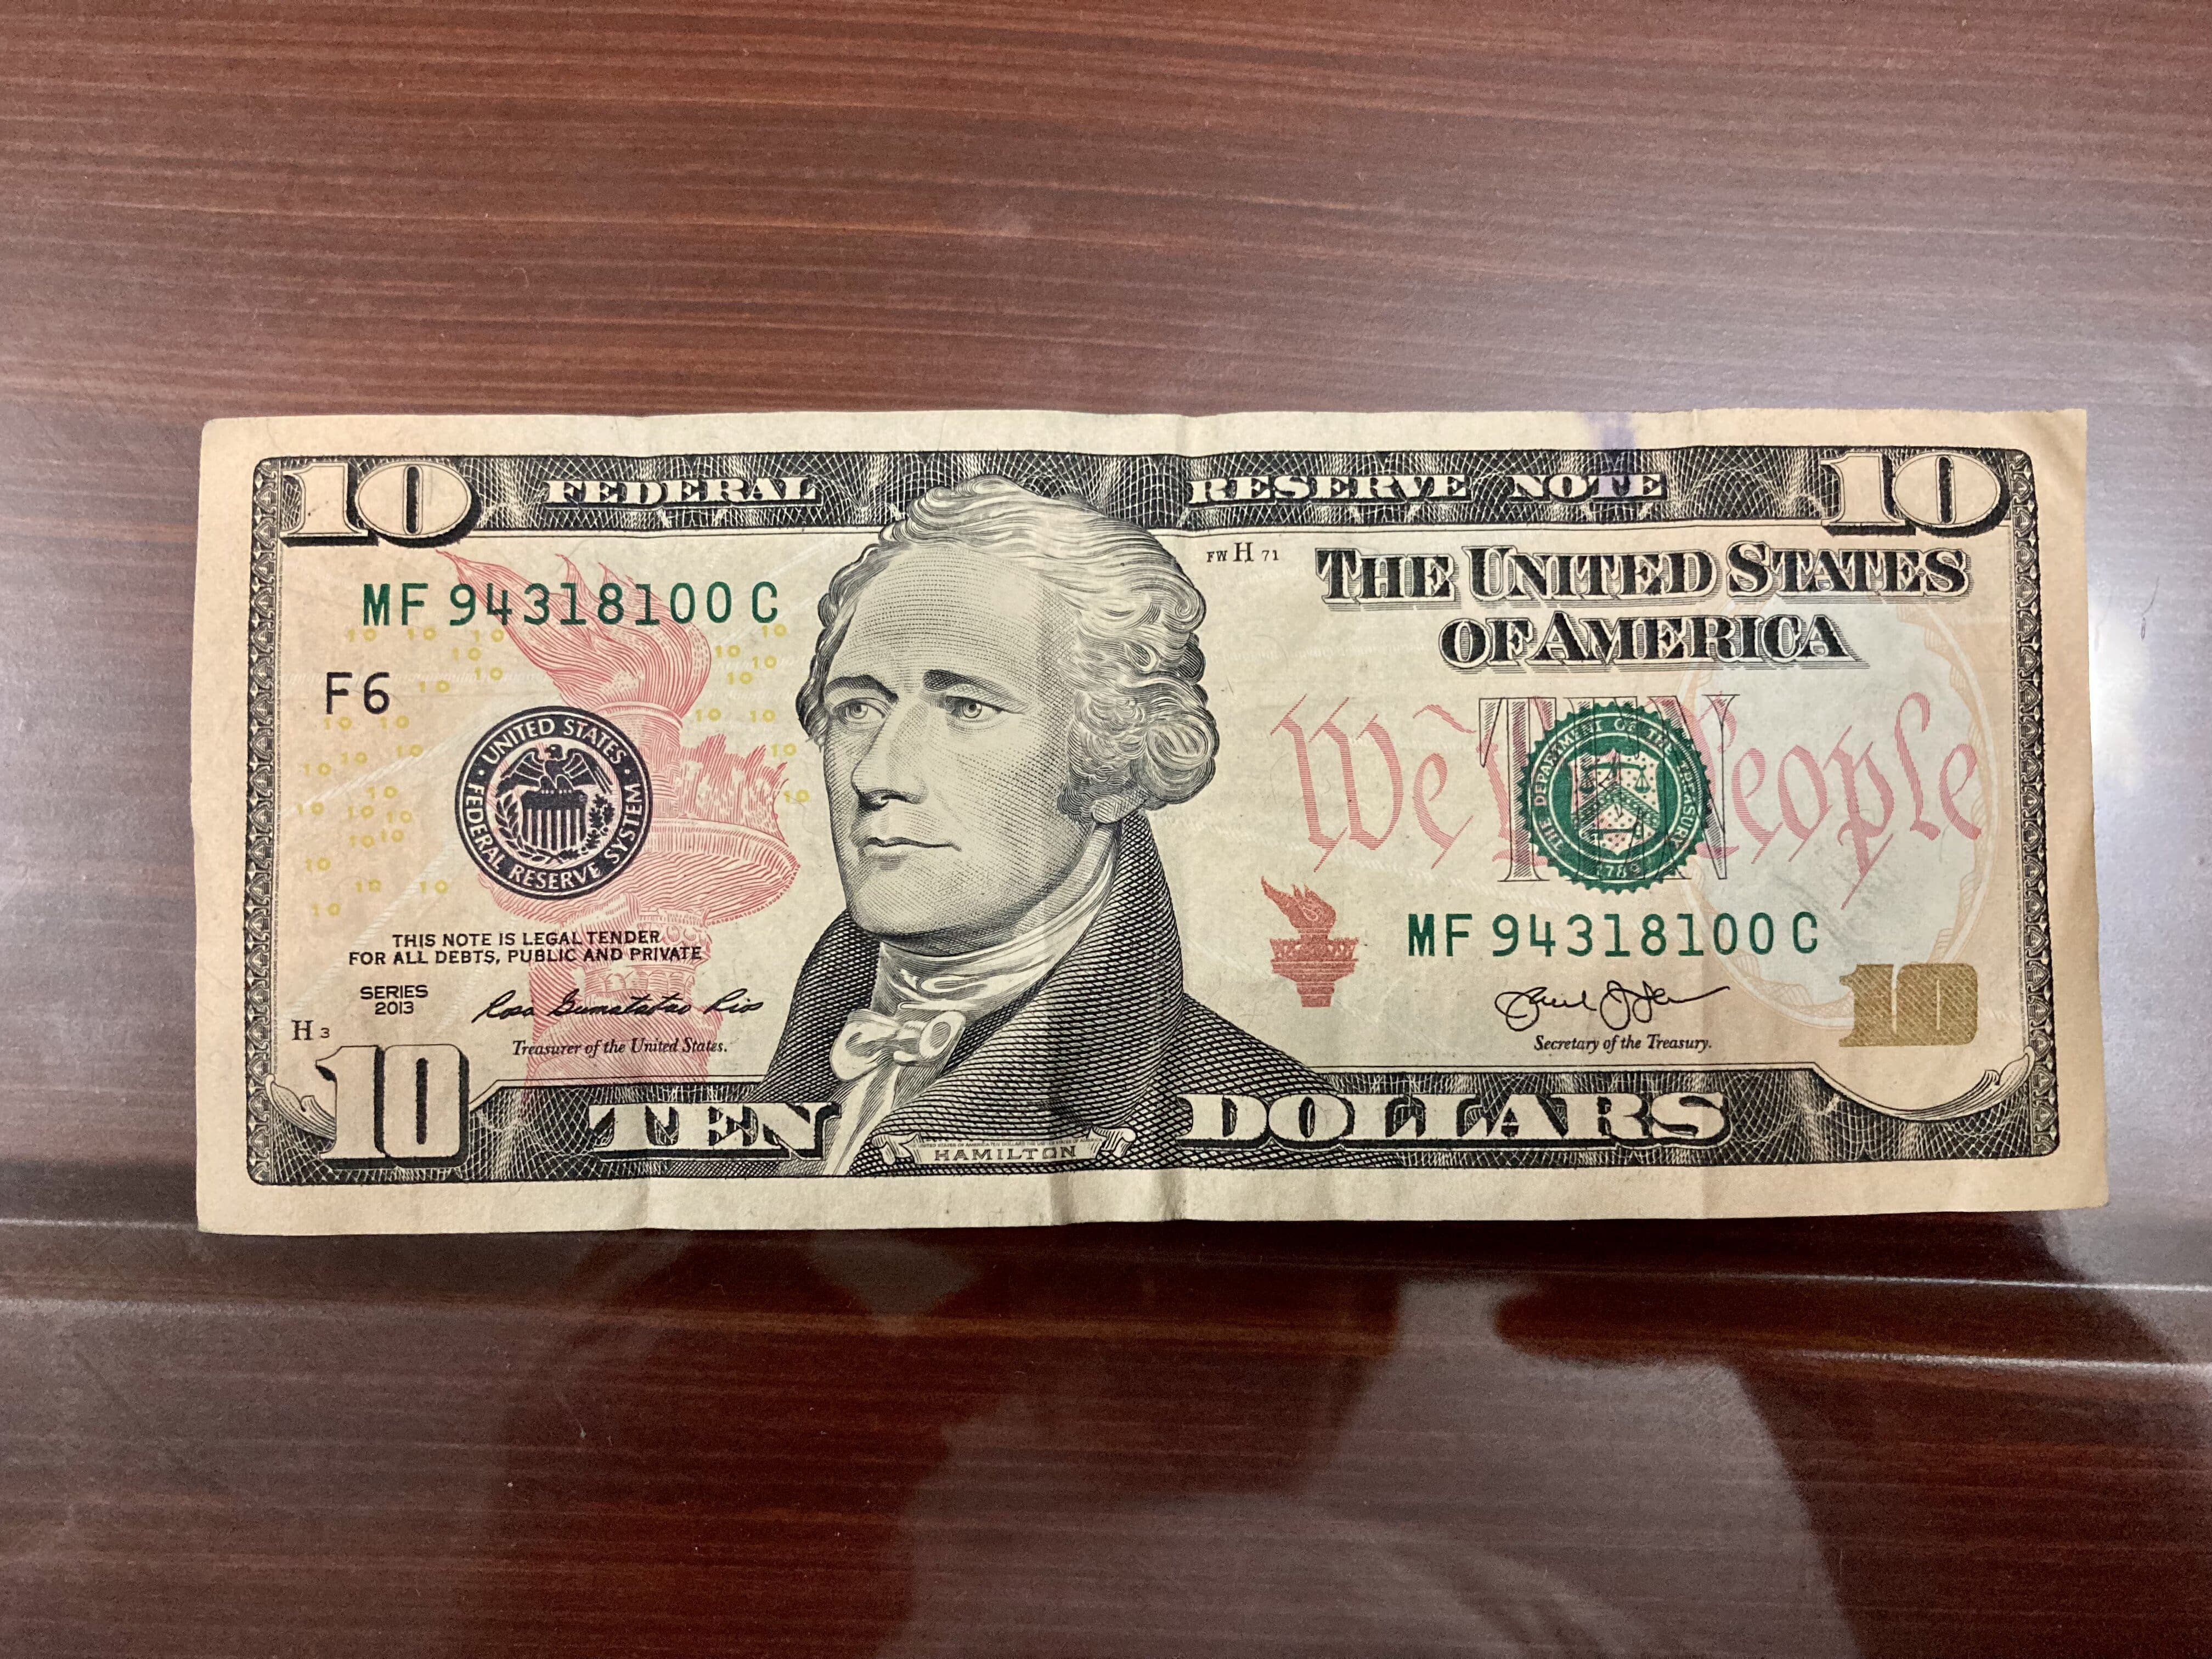 10 FEDERAL RESERVE NOTE 10
FW H 71
THE UNITED STATES
OF AMERICA
MF 94318100 C
F6
UNITED STATES FEDERAL RESERVE SYSTEM
We the People
TEN
THE DEPARTMENT OF THE TREASURY
1789
MF 94318100 C
THIS NOTE IS LEGAL TENDER
FOR ALL DEBTS, PUBLIC AND PRIVATE
SERIES
2013
Rosa Gumataotao Rios
Treasurer of the United States.
Secretary of the Treasury.
10
H 3
10 TEN DOLLARS
HAMILTON